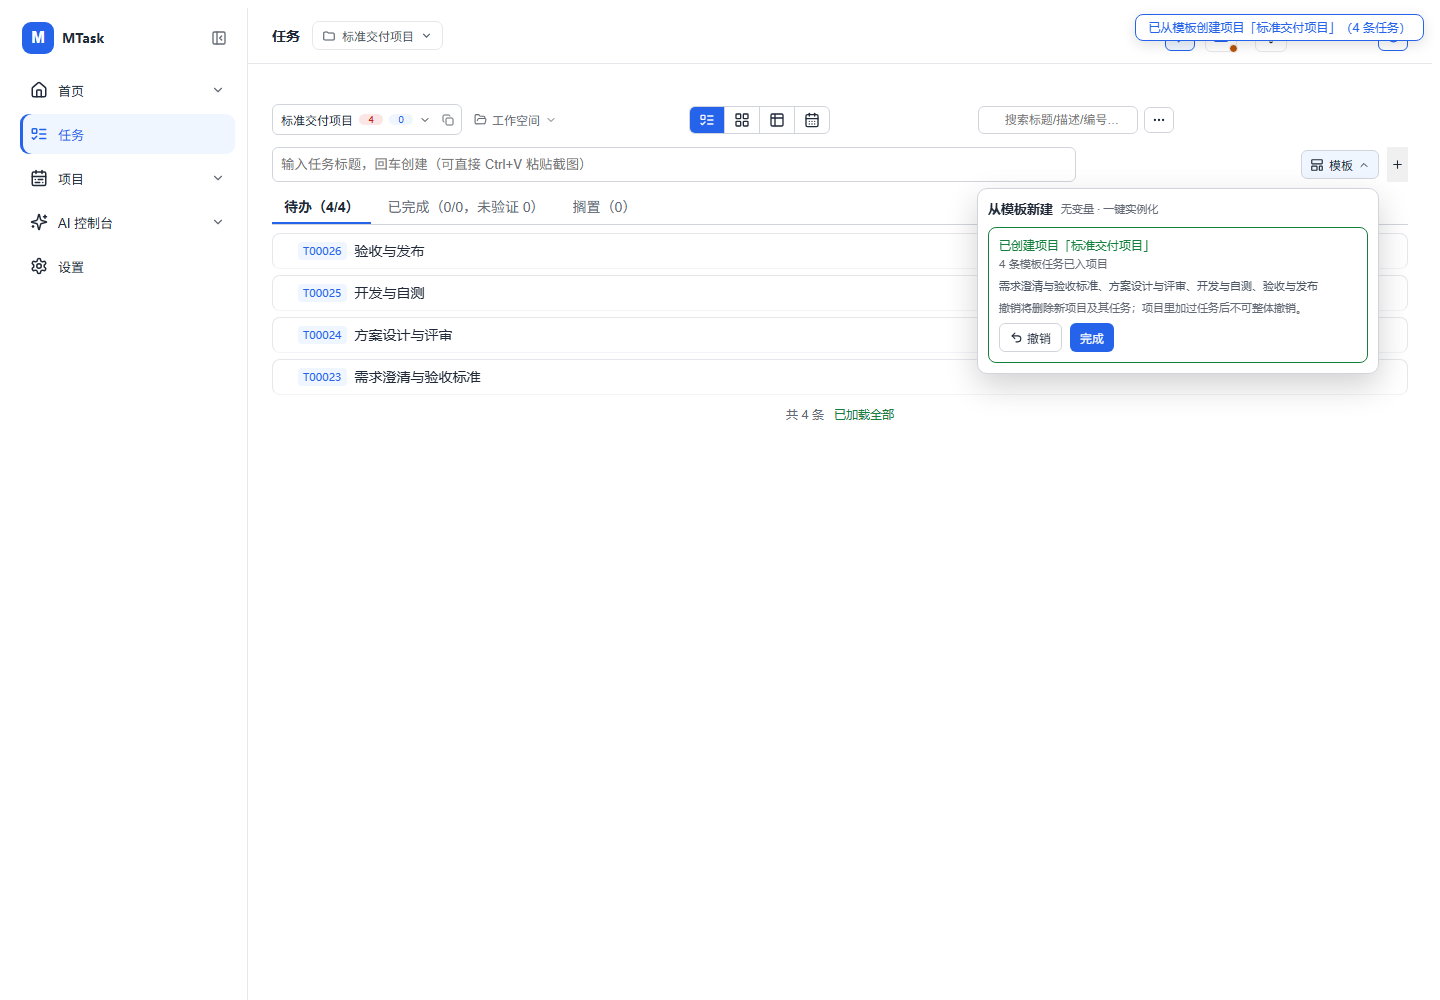 M MTask
首页
任务
项目
AI 控制台
设置
任务 标准交付项目
已从模板创建项目「标准交付项目」（4 条任务）
标准交付项目 4 0 工作空间
搜索标题/描述/编号...
输入任务标题，回车创建（可直接 Ctrl+V 粘贴截图）
模板
待办（4/4） 已完成（0/0，未验证 0） 搁置（0）
T00026 验收与发布
T00025 开发与自测
T00024 方案设计与评审
T00023 需求澄清与验收标准
共 4 条 已加载全部
从模板新建 无变量 · 一键实例化
已创建项目「标准交付项目」
4 条模板任务已入项目
需求澄清与验收标准、方案设计与评审、开发与自测、验收与发布
撤销将删除新项目及其任务；项目里加过任务后不可整体撤销。
撤销 完成